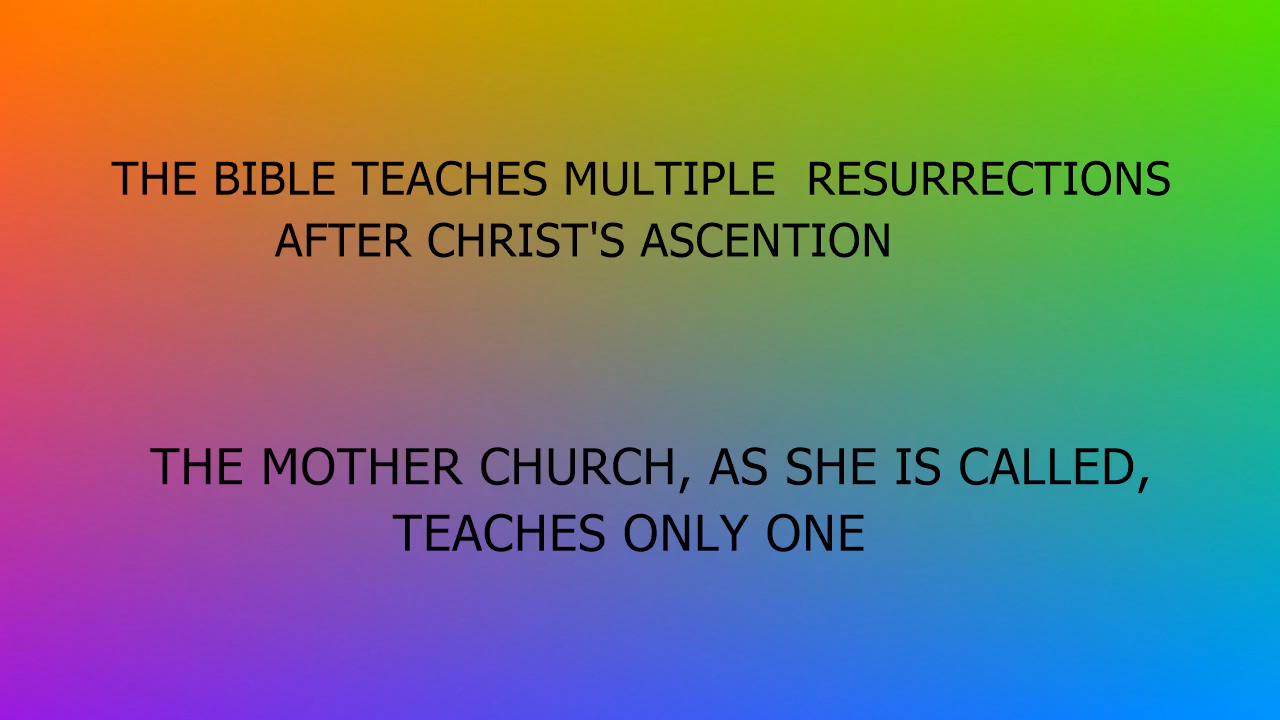 THE BIBLE TEACHES MULTIPLE  RESURRECTIONS
AFTER CHRIST'S ASCENTION
THE MOTHER CHURCH, AS SHE IS CALLED,
TEACHES ONLY ONE